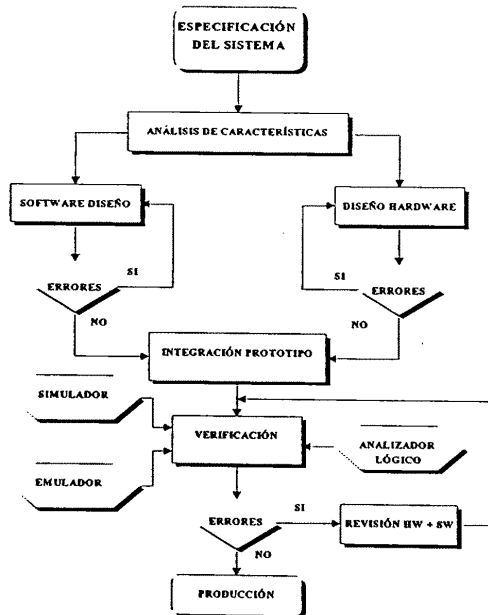 ESPECIFICACIÓN
DEL SISTEMA
ANÁLISIS DE CARACTERÍSTICAS
SOFTWARE DISEÑO
DISEÑO HARDWARE
ERRORES
SI
NO
SI
ERRORES
NO
INTEGRACIÓN PROTOTIPO
SIMULADOR
VERIFICACIÓN
ANALIZADOR
LÓGICO
EMULADOR
ERRORES
SI
REVISIÓN HW + SW
NO
PRODUCCIÓN